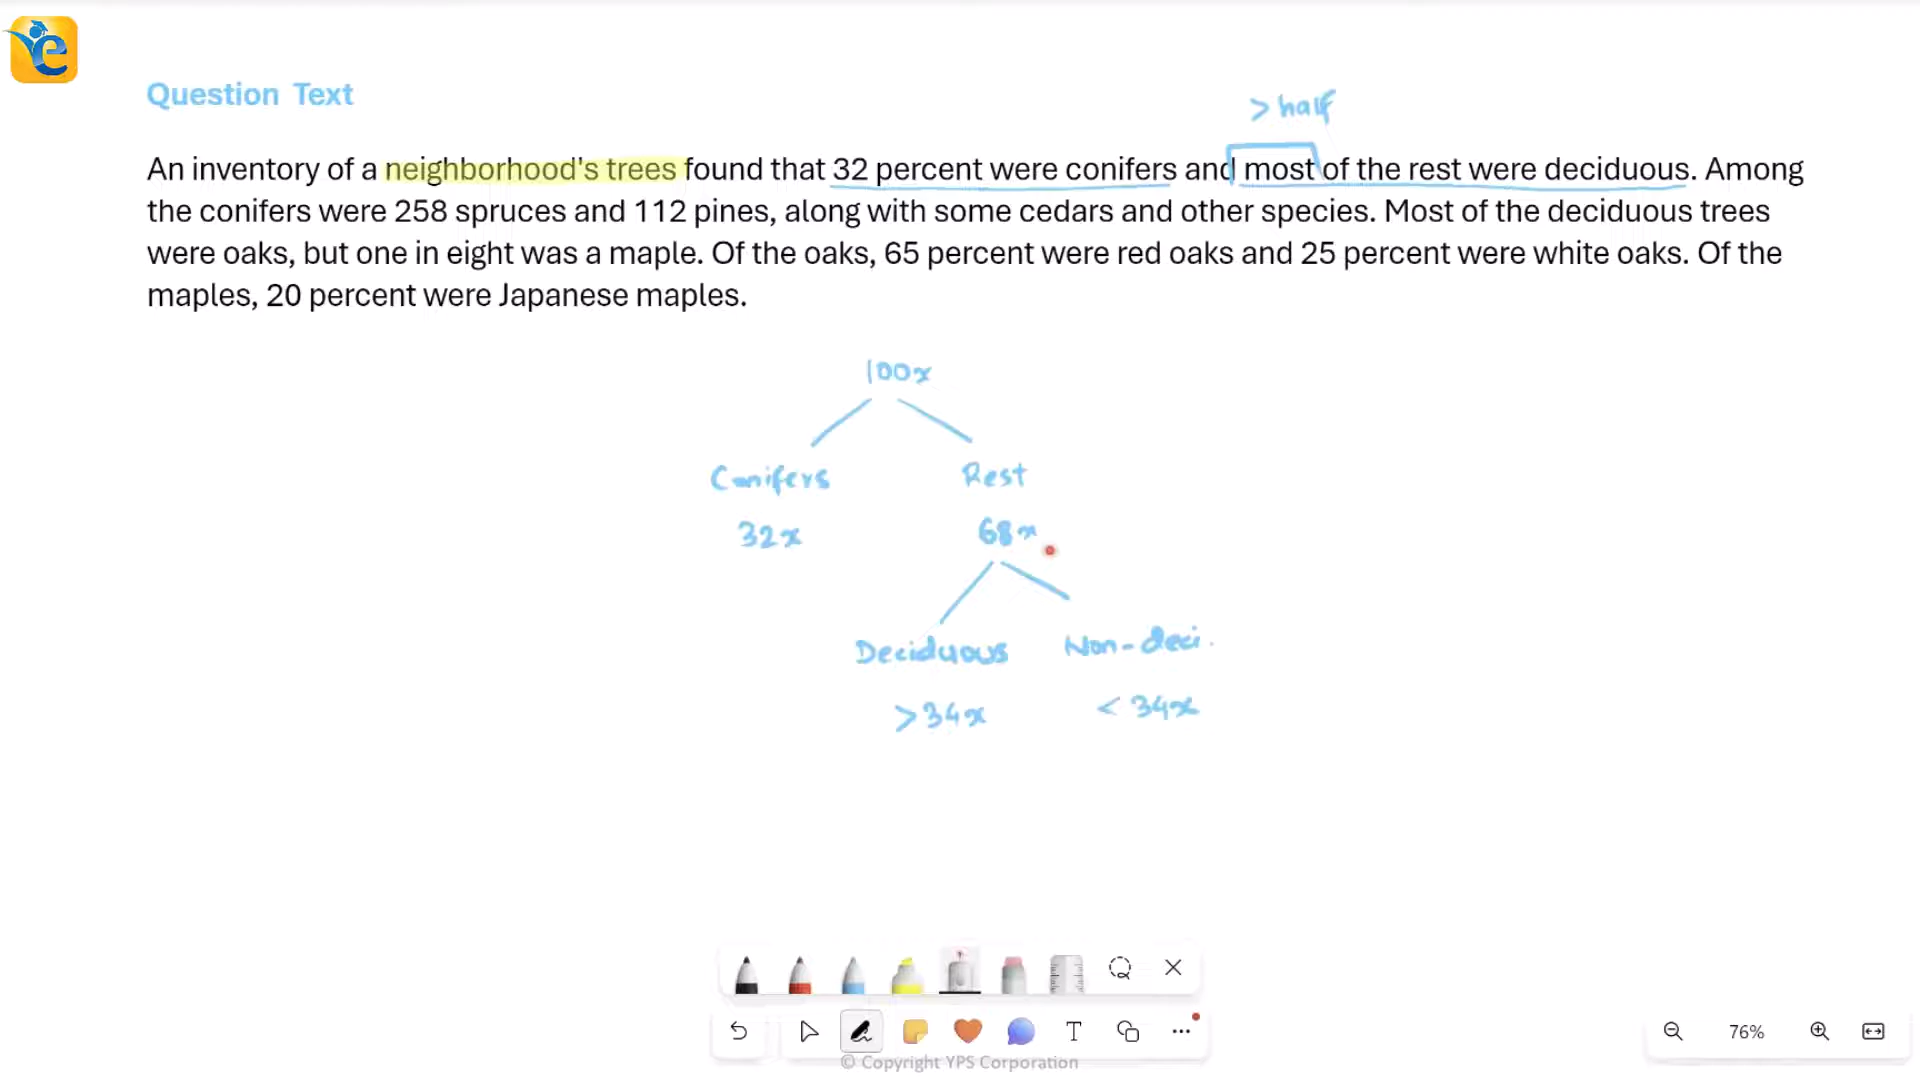 e
Question Text
> half
An inventory of a neighborhood's trees found that 32 percent were conifers and most of the rest were deciduous. Among
the conifers were 258 spruces and 112 pines, along with some cedars and other species. Most of the deciduous trees
were oaks, but one in eight was a maple. Of the oaks, 65 percent were red oaks and 25 percent were white oaks. Of the
maples, 20 percent were Japanese maples.
100x
Conifers Rest
32x 68x
Deciduous Non-deci.
> 34x < 34x
T
76%
© Copyright YPS Corporation